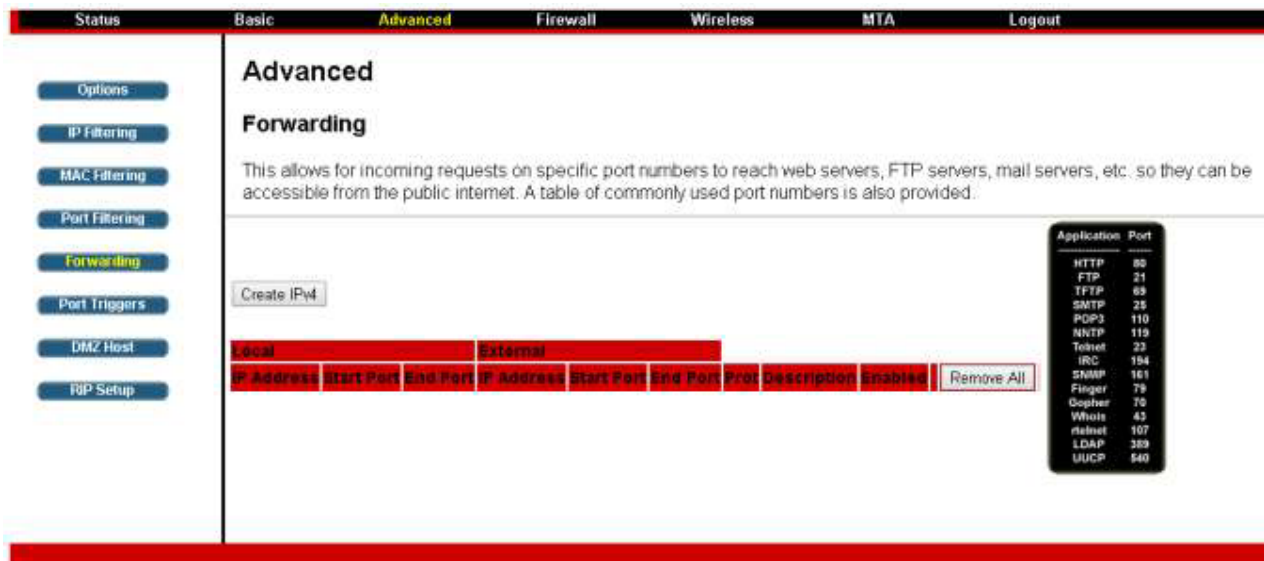 Status Basic Advanced Firewall Wireless MTA Logout
Options
IP Filtering
MAC Filtering
Port Filtering
Forwarding
Port Triggers
DMZ Host
RIP Setup
Advanced
Forwarding
This allows for incoming requests on specific port numbers to reach web servers, FTP servers, mail servers, etc. so they can be
accessible from the public internet. A table of commonly used port numbers is also provided.
Create IPv4
Local External
IP Address Start Port End Port IP Address Start Port End Port Prot Description Enabled Remove All
Application Port
HTTP 80
FTP 21
TFTP 69
SMTP 25
POP3 110
NNTP 119
Telnet 23
IRC 194
SNMP 161
Finger 79
Gopher 70
Whois 43
rtelnet 107
LDAP 389
UUCP 540